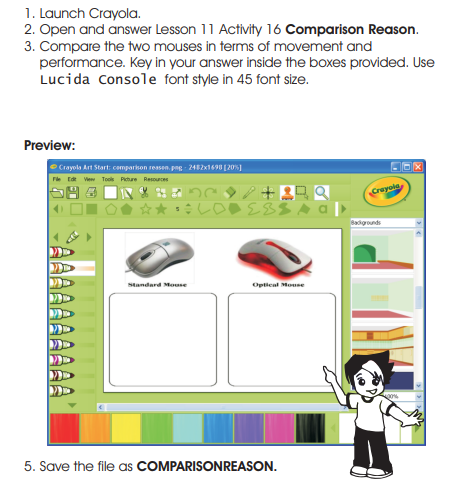 1. Launch Crayola.
2. Open and answer Lesson 11 Activity 16 Comparison Reason.
3. Compare the two mouses in terms of movement and
performance. Key in your answer inside the boxes provided. Use
Lucida Console font style in 45 font size.
Preview:
Crayola Art Start: comparison reason.png - 2482x1698 [20%]
File Edit View Tools Picture Resources
Crayola
Backgrounds
Standard Mouse
Optical Mouse
100%
5. Save the file as COMPARISONREASON.